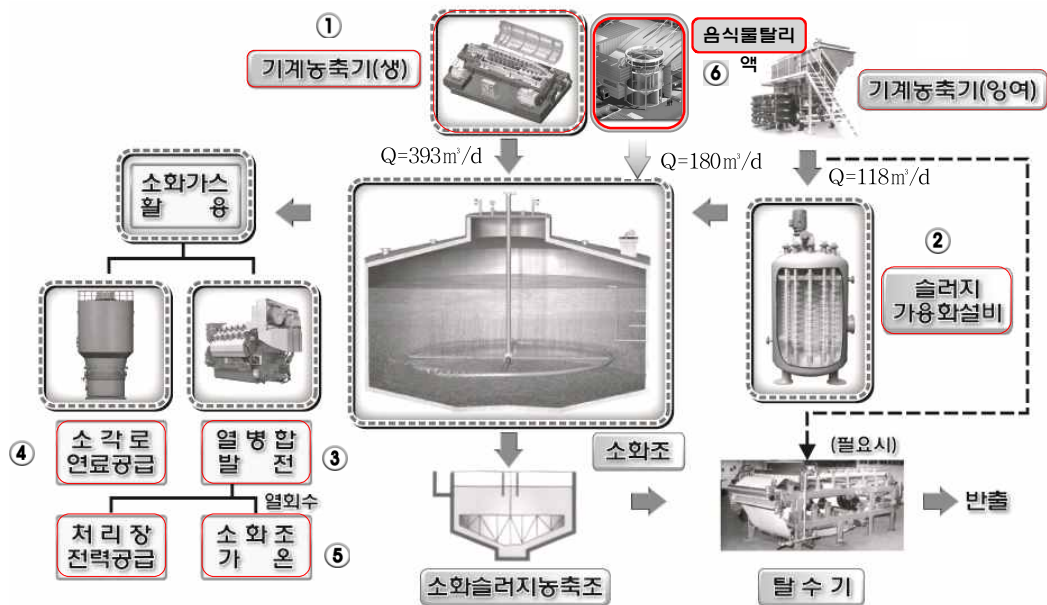 ①
기계농축기(생)
음식물탈리
액
⑥
기계농축기(잉여)
Q=393㎥/d
Q=180㎥/d
Q=118㎥/d
소화가스
활 용
②
슬러지
가용화설비
④
소 각 로
연료공급
열 병 합
발 전
③
소화조
(필요시)
열회수
처 리 장
전력공급
소 화 조
가 온
⑤
반출
소화슬러지농축조
탈 수 기